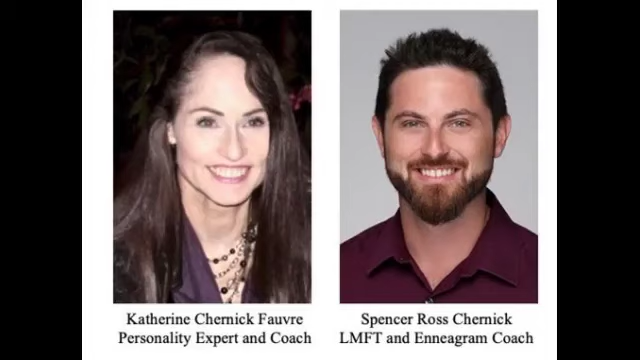 Katherine Chernick Fauvre
Personality Expert and Coach
Spencer Ross Chernick
LMFT and Enneagram Coach